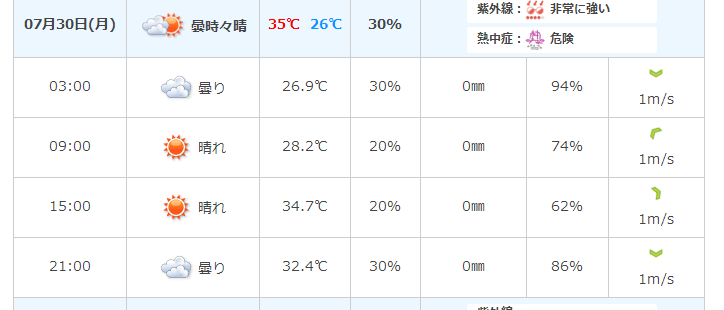 07月30日(月) 曇時々晴 35℃ 26℃ 30% 紫外線：非常に強い
熱中症：危険
03:00 曇り 26.9℃ 30% 0㎜ 94% 1m/s
09:00 晴れ 28.2℃ 20% 0㎜ 74% 1m/s
15:00 晴れ 34.7℃ 20% 0㎜ 62% 1m/s
21:00 曇り 32.4℃ 30% 0㎜ 86% 1m/s